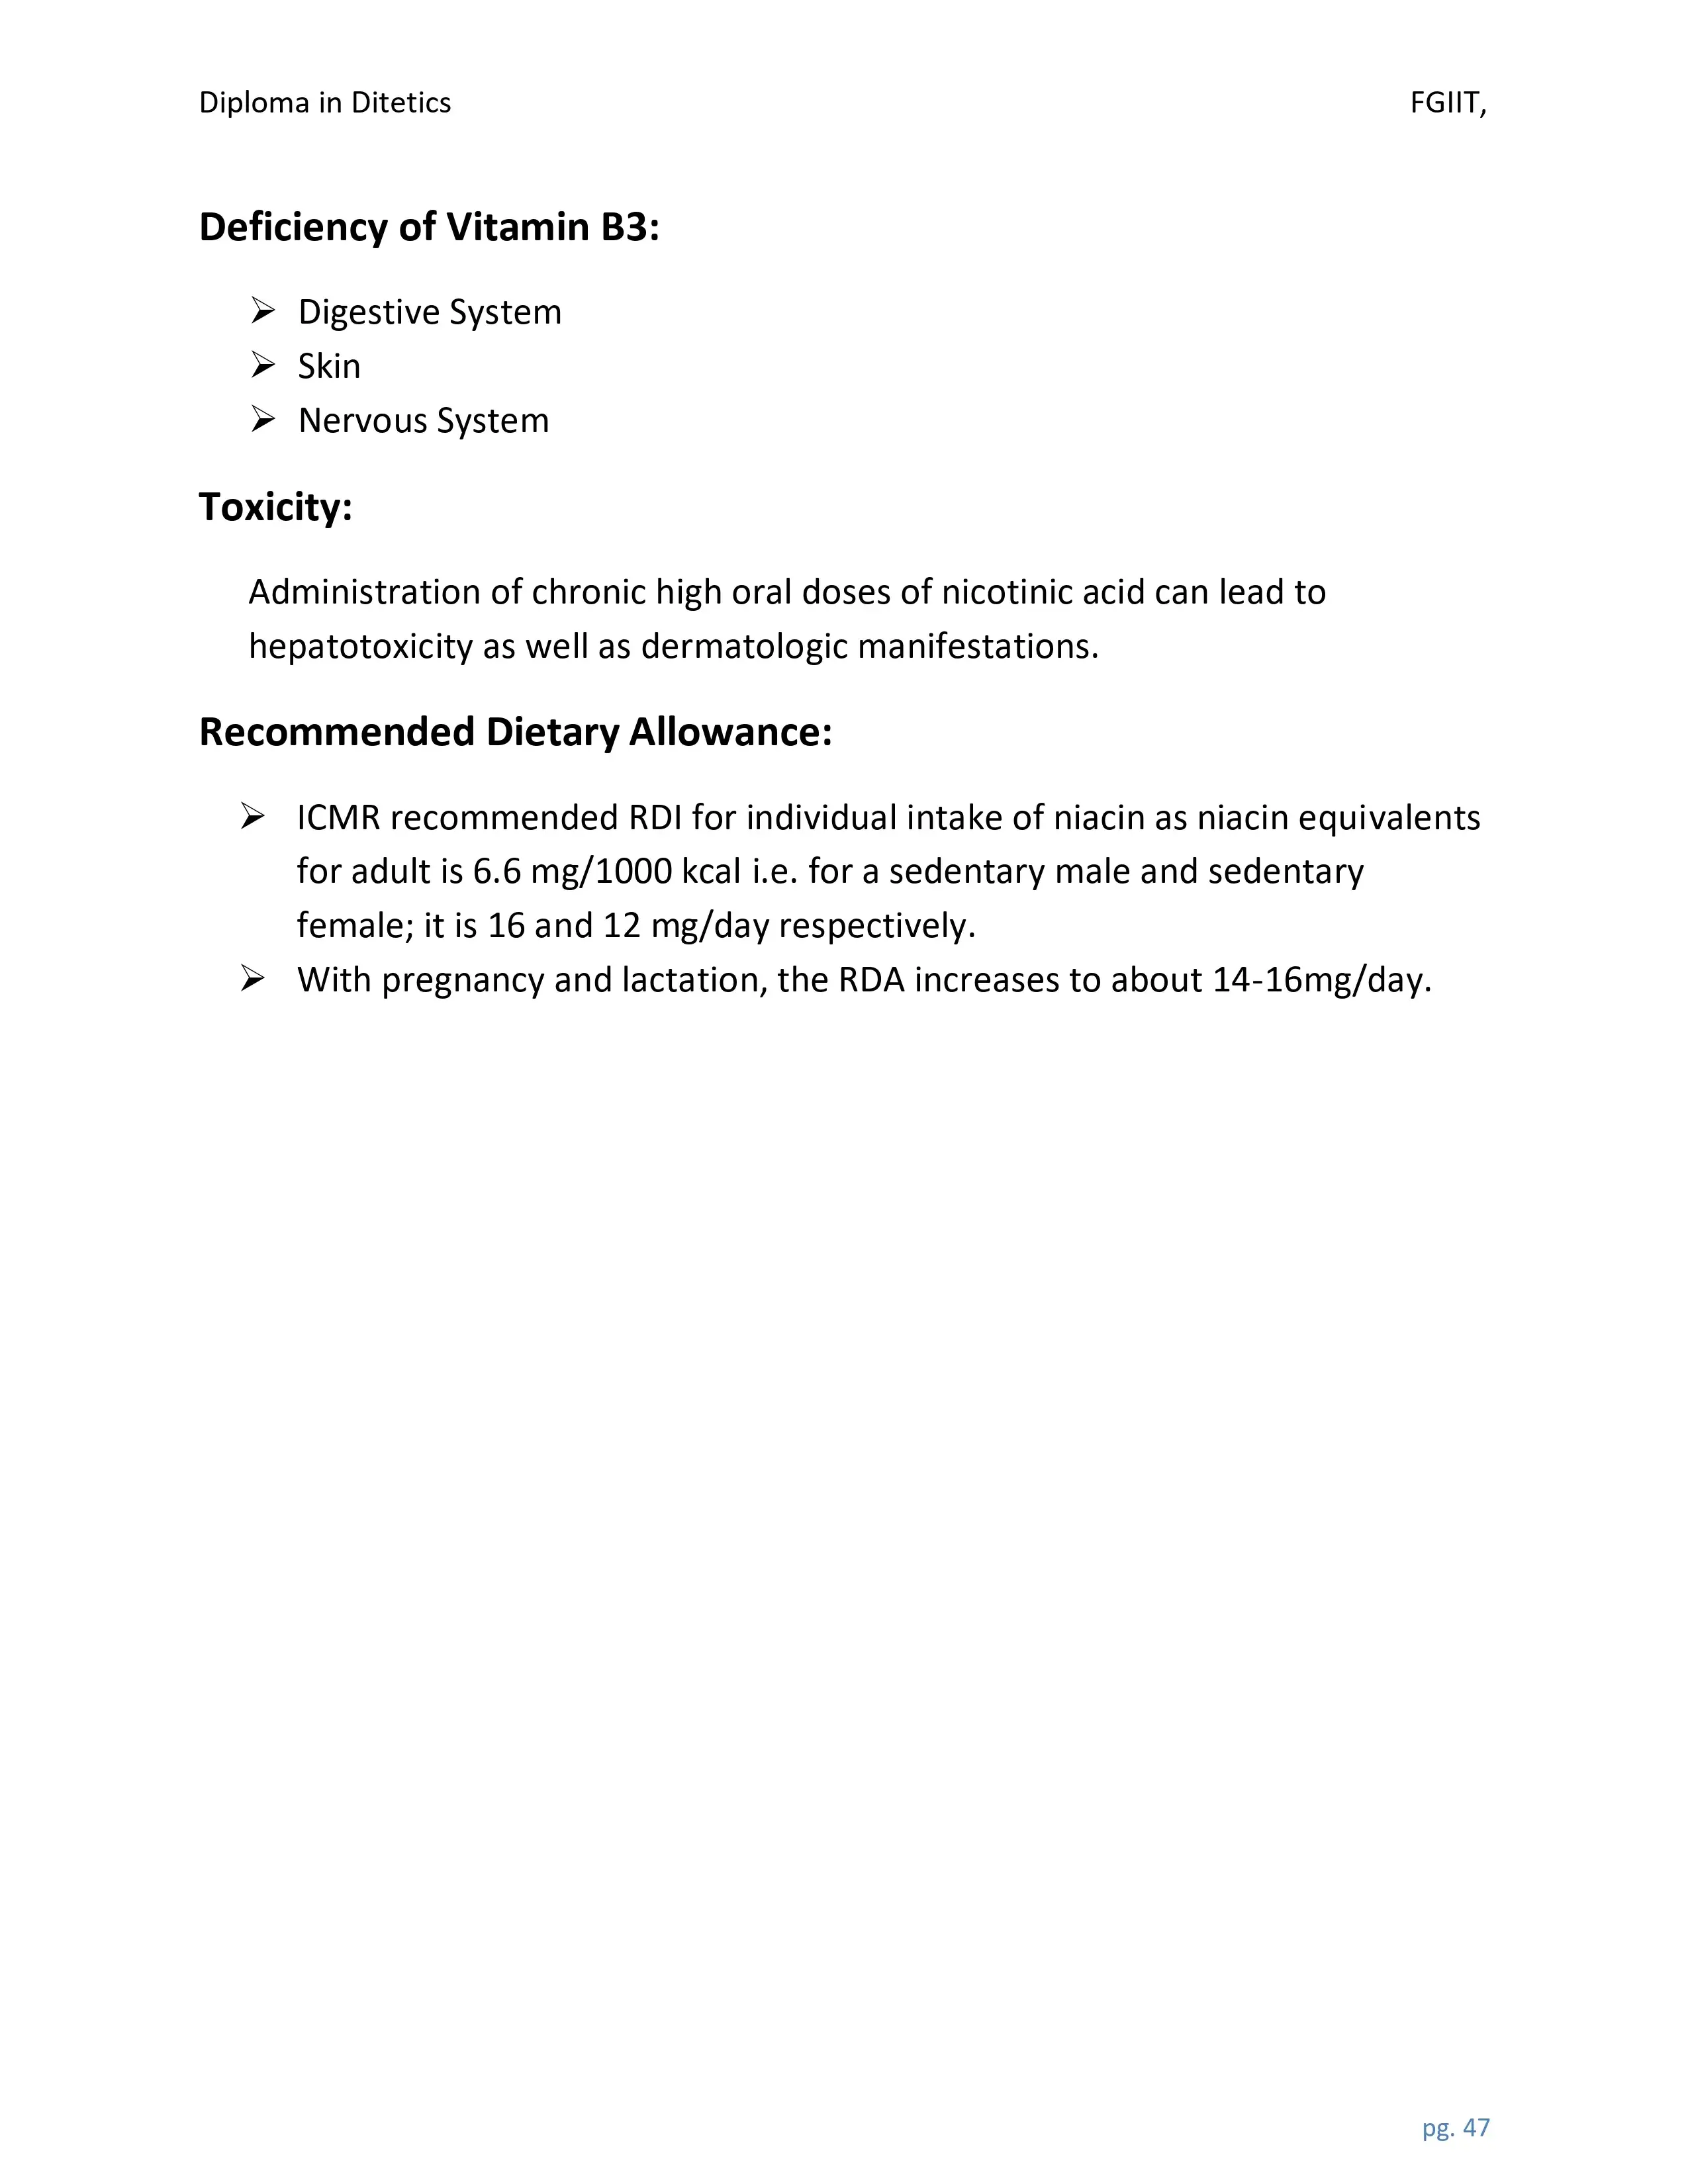 Diploma in Ditetics FGIIT,
Deficiency of Vitamin B3:
➢ Digestive System
➢ Skin
➢ Nervous System
Toxicity:
Administration of chronic high oral doses of nicotinic acid can lead to
hepatotoxicity as well as dermatologic manifestations.
Recommended Dietary Allowance:
➢ ICMR recommended RDI for individual intake of niacin as niacin equivalents
for adult is 6.6 mg/1000 kcal i.e. for a sedentary male and sedentary
female; it is 16 and 12 mg/day respectively.
➢ With pregnancy and lactation, the RDA increases to about 14-16mg/day.
pg. 47